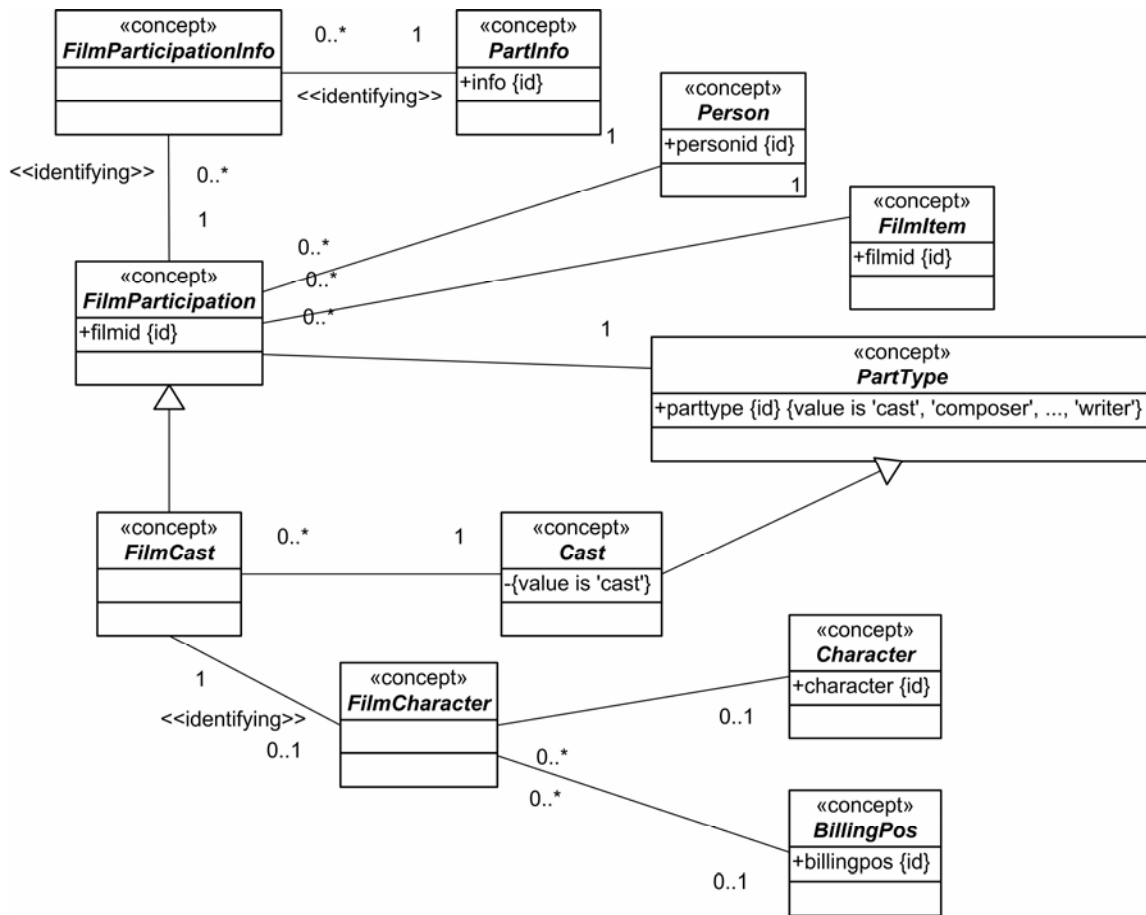 «concept»
FilmParticipationInfo
0..*
1
«concept»
PartInfo
+info {id}
<<identifying>>
«concept»
Person
+personid {id}
1
1
<<identifying>>
0..*
1
«concept»
FilmItem
+filmid {id}
0..*
0..*
0..*
«concept»
FilmParticipation
+filmid {id}
1
«concept»
PartType
+parttype {id} {value is 'cast', 'composer', ..., 'writer'}
«concept»
FilmCast
0..*
1
«concept»
Cast
-{value is 'cast'}
1
<<identifying>>
0..1
«concept»
FilmCharacter
«concept»
Character
+character {id}
0..1
0..*
0..*
«concept»
BillingPos
+billingpos {id}
0..1